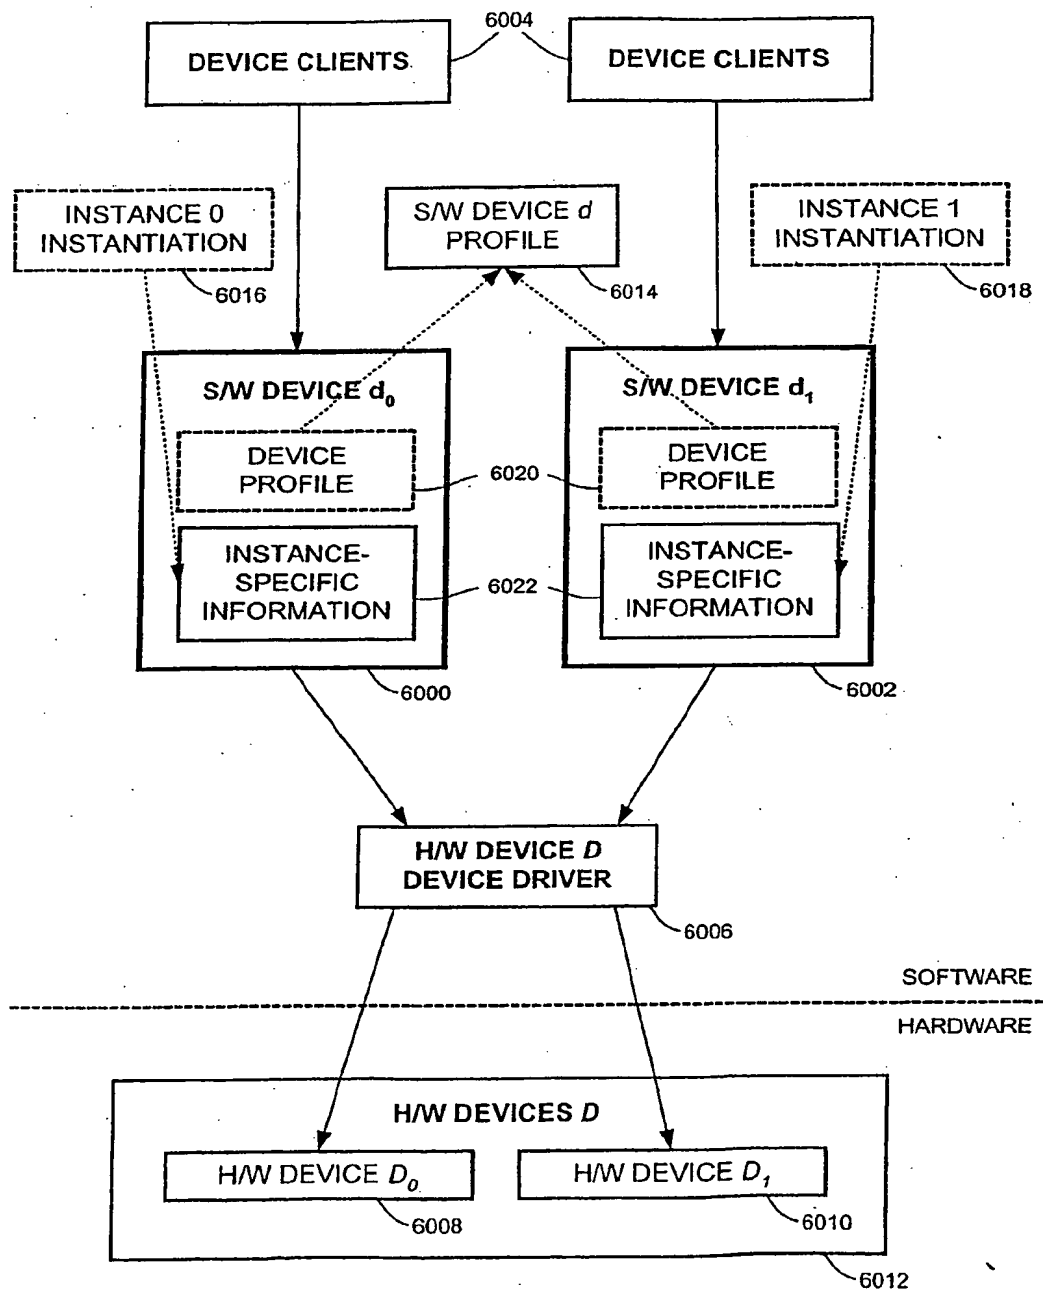 6004
DEVICE CLIENTS
DEVICE CLIENTS
INSTANCE 0
INSTANTIATION
6016
S/W DEVICE d
PROFILE
6014
INSTANCE 1
INSTANTIATION
6018
S/W DEVICE d0
DEVICE
PROFILE
6020
INSTANCE-
SPECIFIC
INFORMATION
6022
6000
S/W DEVICE d1
DEVICE
PROFILE
INSTANCE-
SPECIFIC
INFORMATION
6002
H/W DEVICE D
DEVICE DRIVER
6006
SOFTWARE
HARDWARE
H/W DEVICES D
H/W DEVICE D0
6008
H/W DEVICE D1
6010
6012